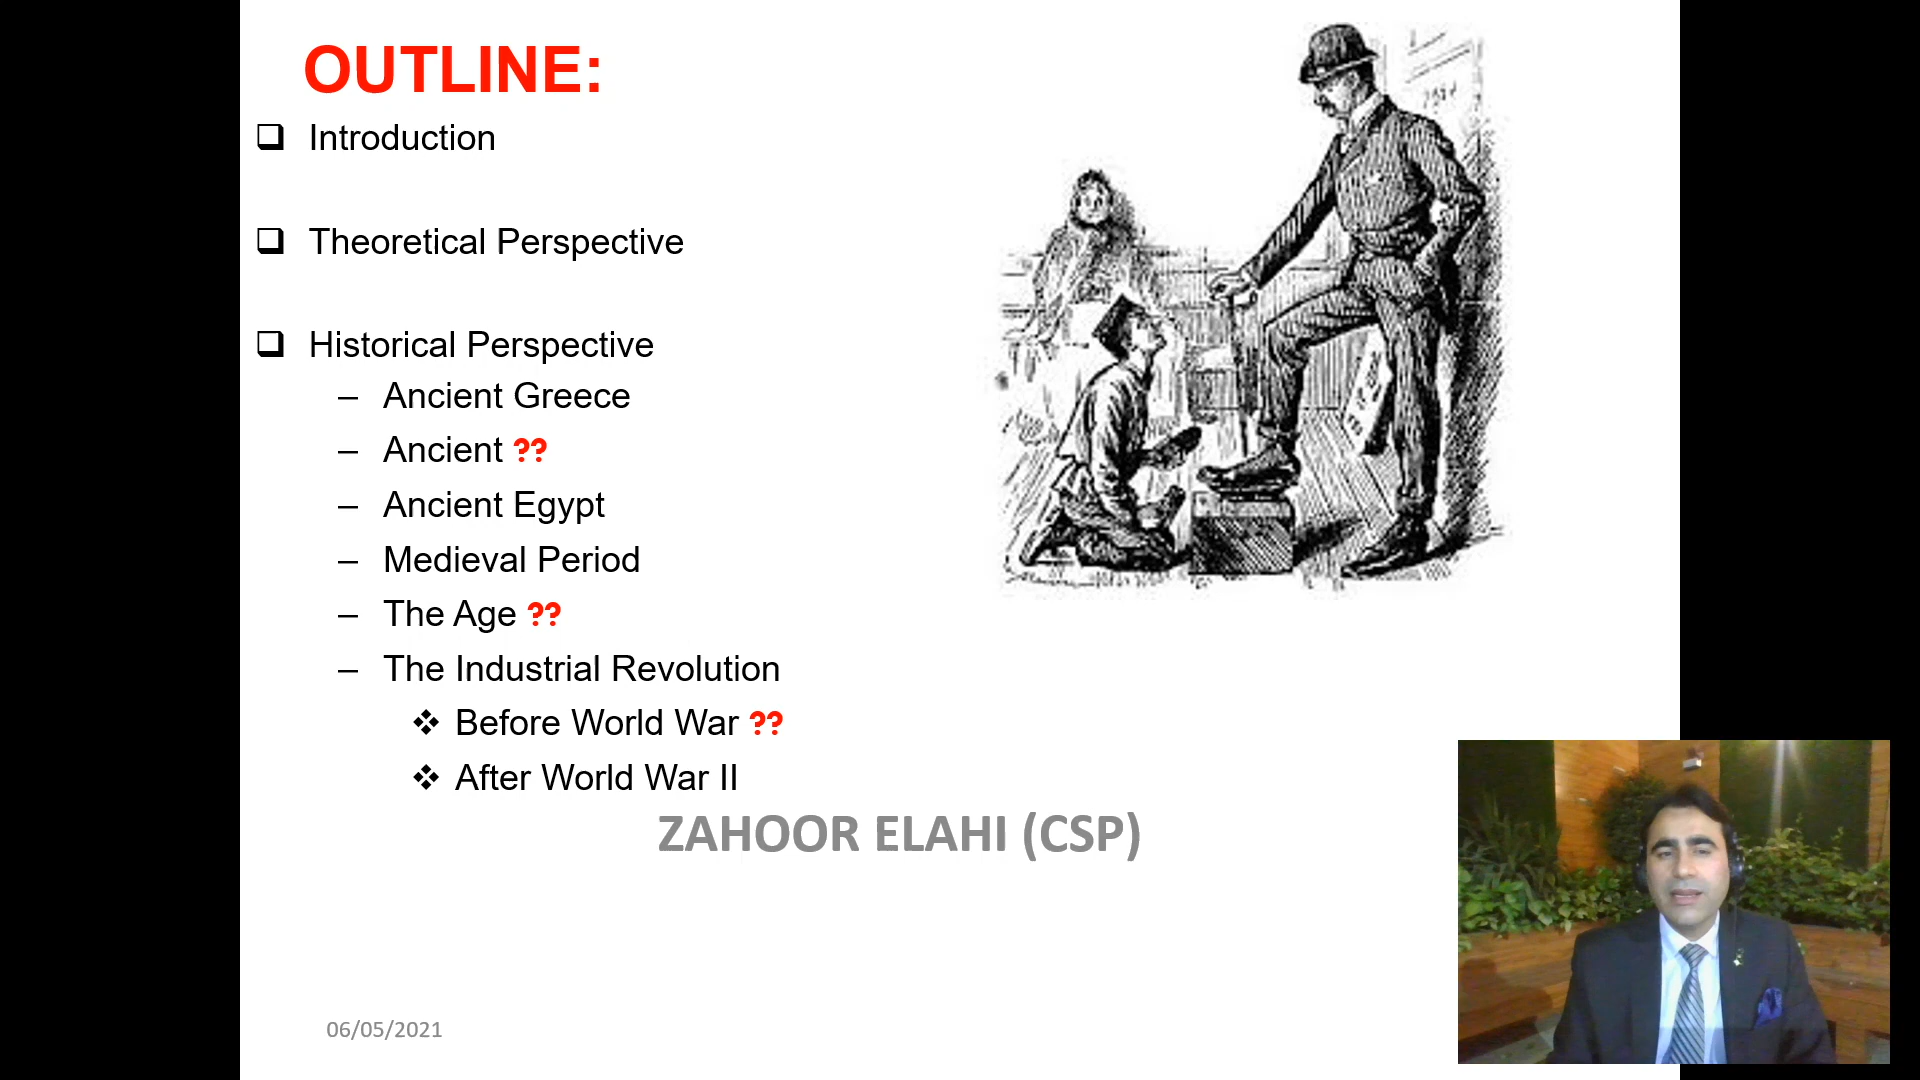 OUTLINE:
Introduction
Theoretical Perspective
Historical Perspective
– Ancient Greece
– Ancient ??
– Ancient Egypt
– Medieval Period
– The Age ??
– The Industrial Revolution
❖ Before World War ??
❖ After World War II
ZAHOOR ELAHI (CSP)
06/05/2021